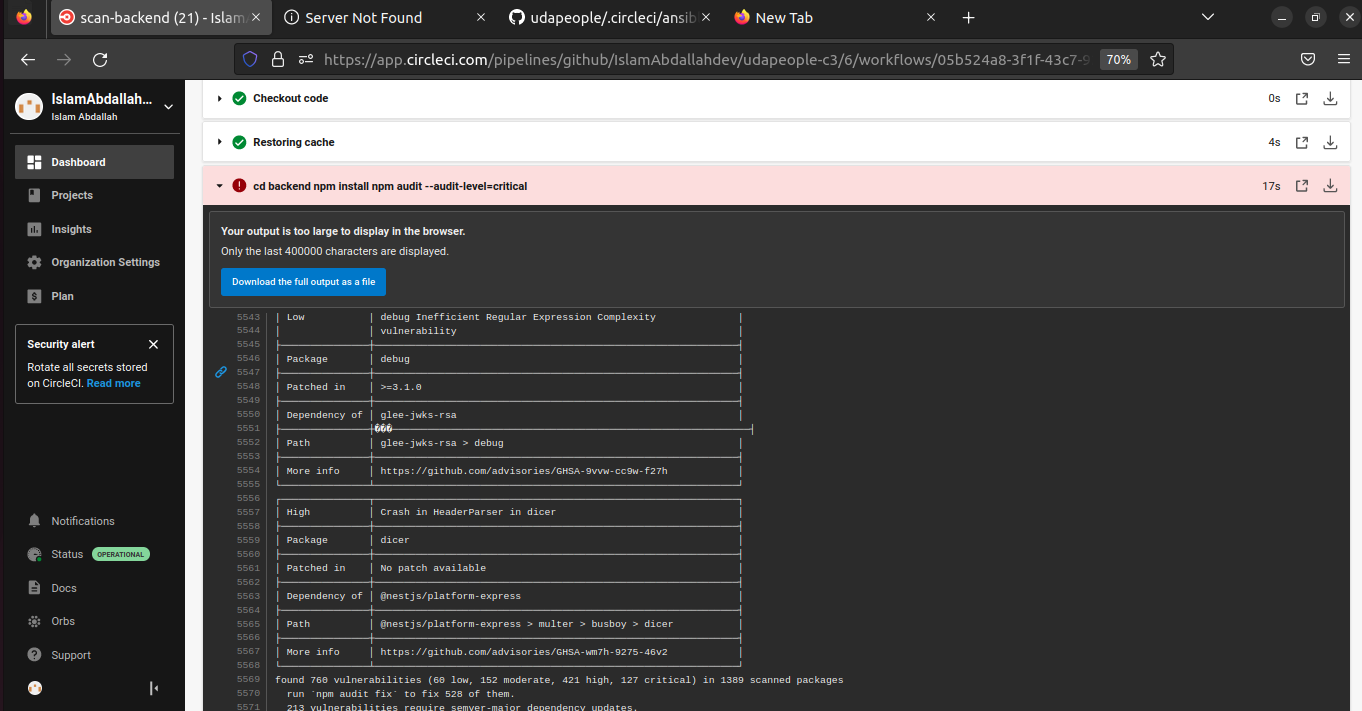 scan-backend (21) - Islam
Server Not Found
udapeople/.circleci/ansib
New Tab
https://app.circleci.com/pipelines/github/IslamAbdallahdev/udapeople-c3/6/workflows/05b524a8-3f1f-43c7-9
70%
IslamAbdallah...
Islam Abdallah
Dashboard
Projects
Insights
Organization Settings
Plan
Security alert
Rotate all secrets stored
on CircleCI. Read more
Notifications
Status OPERATIONAL
Docs
Orbs
Support
Checkout code 0s
Restoring cache 4s
cd backend npm install npm audit --audit-level=critical 17s
Your output is too large to display in the browser.
Only the last 400000 characters are displayed.
Download the full output as a file
5543 │ Low │ debug Inefficient Regular Expression Complexity │
5544 │ │ vulnerability │
5545
5546 │ Package │ debug │
5547
5548 │ Patched in │ >=3.1.0 │
5549
5550 │ Dependency of │ glee-jwks-rsa │
5551 ���
5552 │ Path │ glee-jwks-rsa > debug │
5553
5554 │ More info │ https://github.com/advisories/GHSA-9vvw-cc9w-f27h │
5555
5556
5557 │ High │ Crash in HeaderParser in dicer │
5558
5559 │ Package │ dicer │
5560
5561 │ Patched in │ No patch available │
5562
5563 │ Dependency of │ @nestjs/platform-express │
5564
5565 │ Path │ @nestjs/platform-express > multer > busboy > dicer │
5566
5567 │ More info │ https://github.com/advisories/GHSA-wm7h-9275-46v2 │
5568
5569 found 760 vulnerabilities (60 low, 152 moderate, 421 high, 127 critical) in 1389 scanned packages
5570 run `npm audit fix` to fix 528 of them.
5571 213 vulnerabilities require semver-major dependency updates.